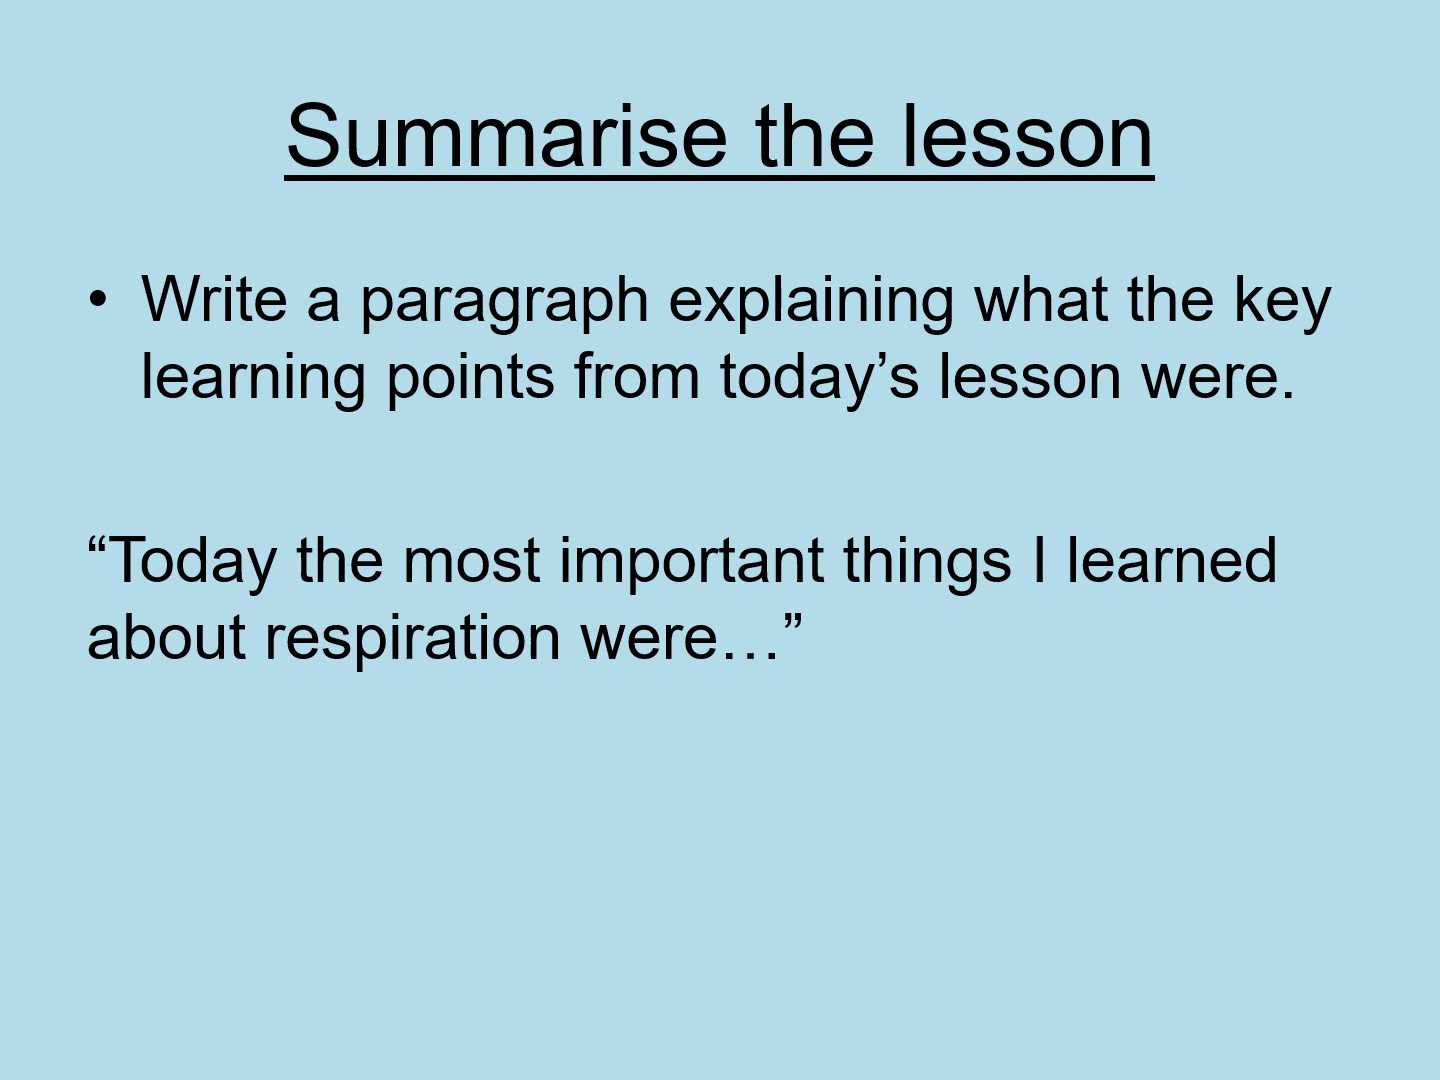 Summarise the lesson
• Write a paragraph explaining what the key
learning points from today’s lesson were.
“Today the most important things I learned
about respiration were…”